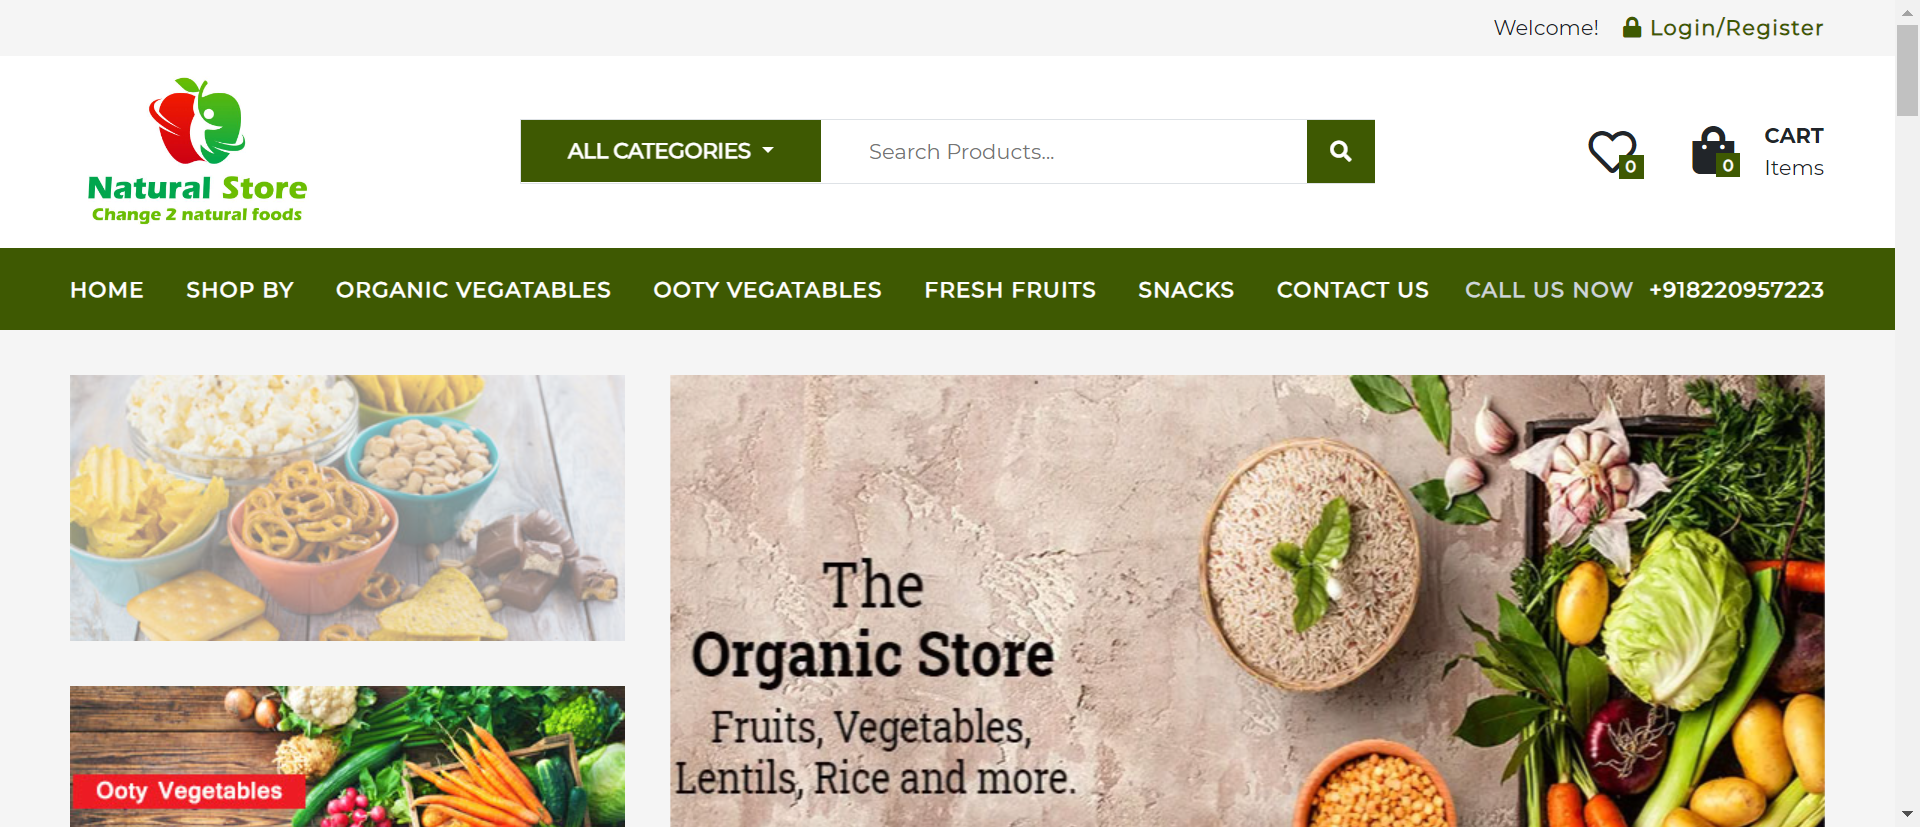 Welcome! Login/Register
Natural Store
Change 2 natural foods
ALL CATEGORIES
Search Products...
0
0
CART
Items
HOME SHOP BY ORGANIC VEGATABLES OOTY VEGATABLES FRESH FRUITS SNACKS CONTACT US CALL US NOW +918220957223
The
Organic Store
Fruits, Vegetables,
Lentils, Rice and more.
Ooty Vegetables